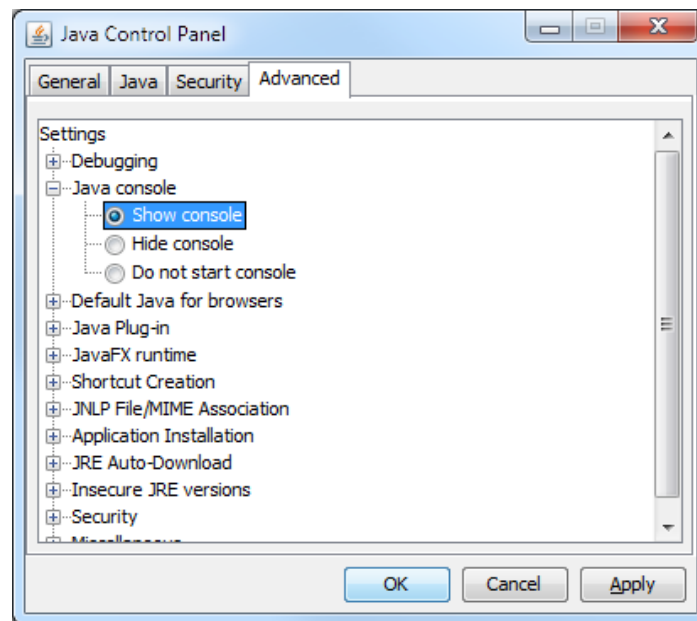 Java Control Panel
General Java Security Advanced
Settings
Debugging
Java console
Show console
Hide console
Do not start console
Default Java for browsers
Java Plug-in
JavaFX runtime
Shortcut Creation
JNLP File/MIME Association
Application Installation
JRE Auto-Download
Insecure JRE versions
Security
Miscellaneous
OK Cancel Apply